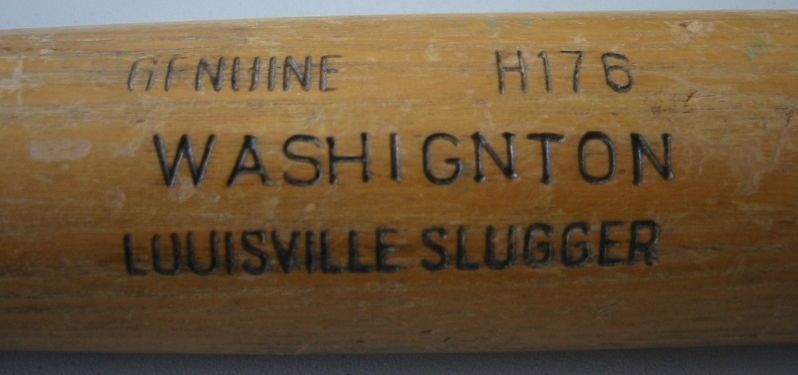 GENUINE H176
WASHIGNTON
LOUISVILLE SLUGGER